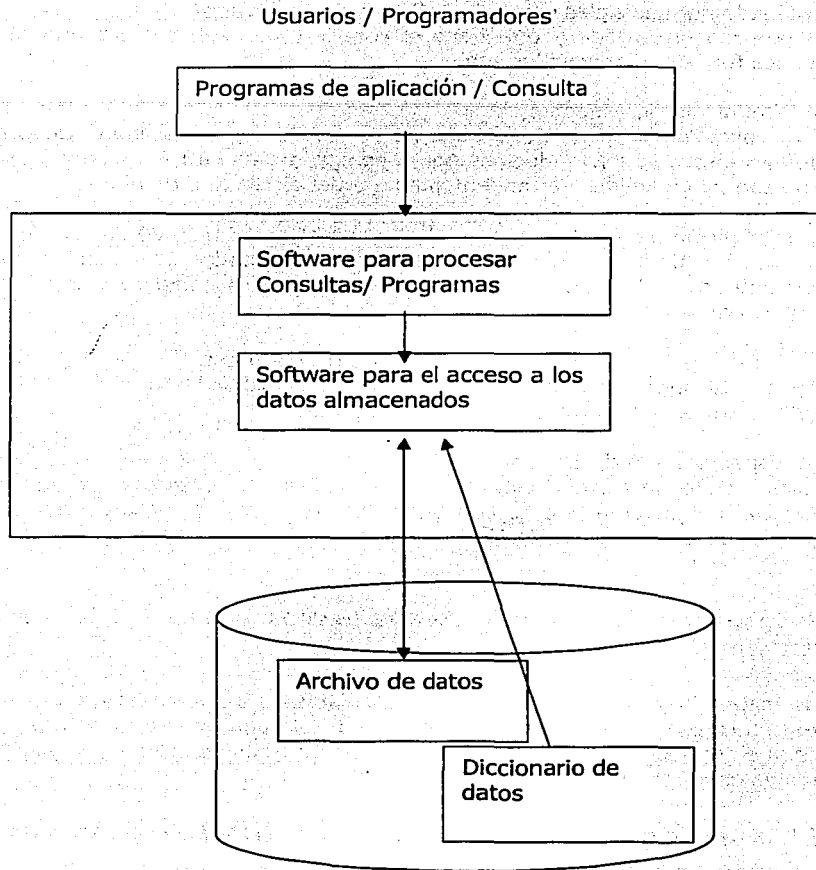 Usuarios / Programadores
Programas de aplicación / Consulta
Software para procesar
Consultas/ Programas
Software para el acceso a los
datos almacenados
Archivo de datos
Diccionario de
datos